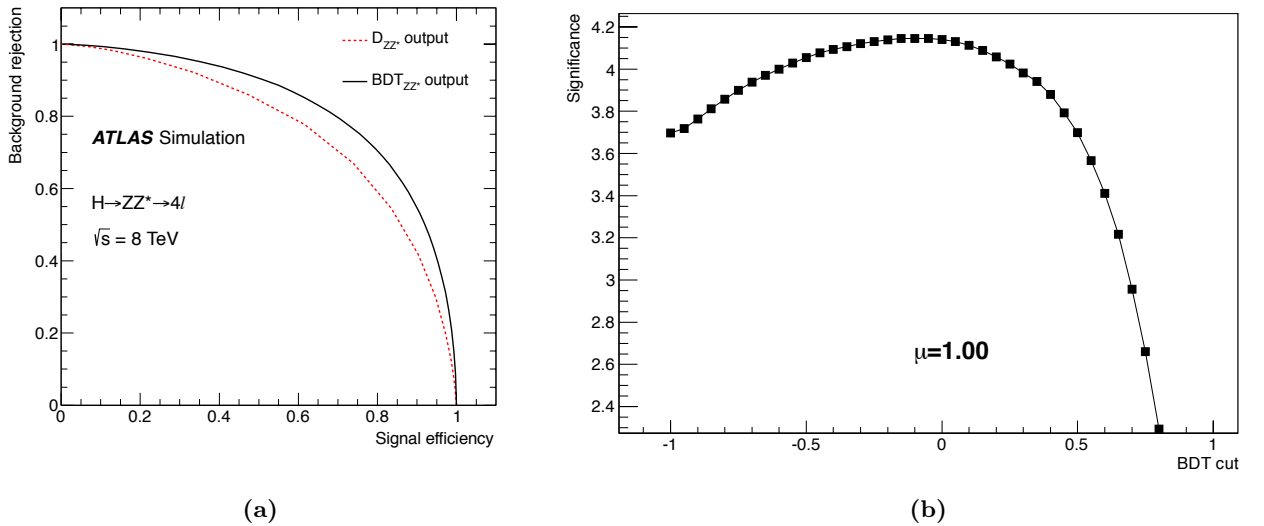 Background rejection
1
0.8
0.6
0.4
0.2
0
0 0.2 0.4 0.6 0.8 1
Signal efficiency
D_ZZ* output
BDT_ZZ* output
ATLAS Simulation
H→ZZ*→4l
√s = 8 TeV
(a)
Significance
4.2
4
3.8
3.6
3.4
3.2
3
2.8
2.6
2.4
-1 -0.5 0 0.5 1
BDT cut
μ=1.00
(b)